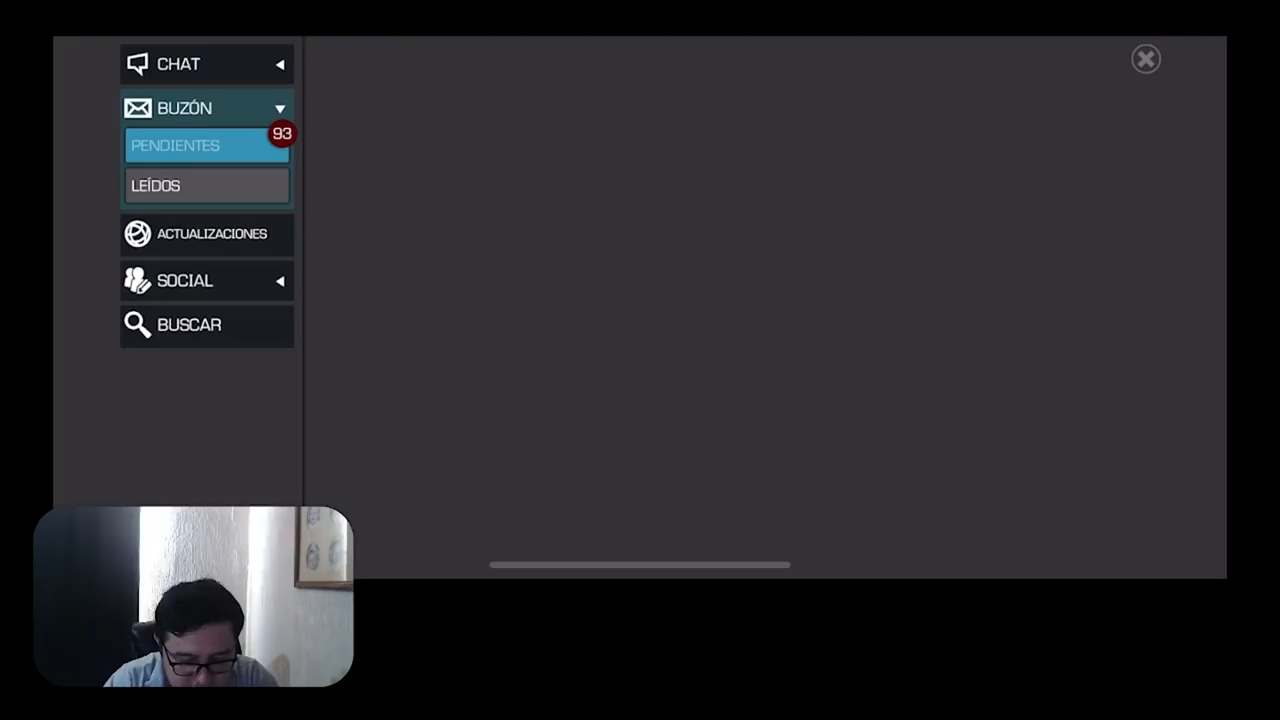 CHAT
BUZÓN
93
PENDIENTES
LEÍDOS
ACTUALIZACIONES
SOCIAL
BUSCAR